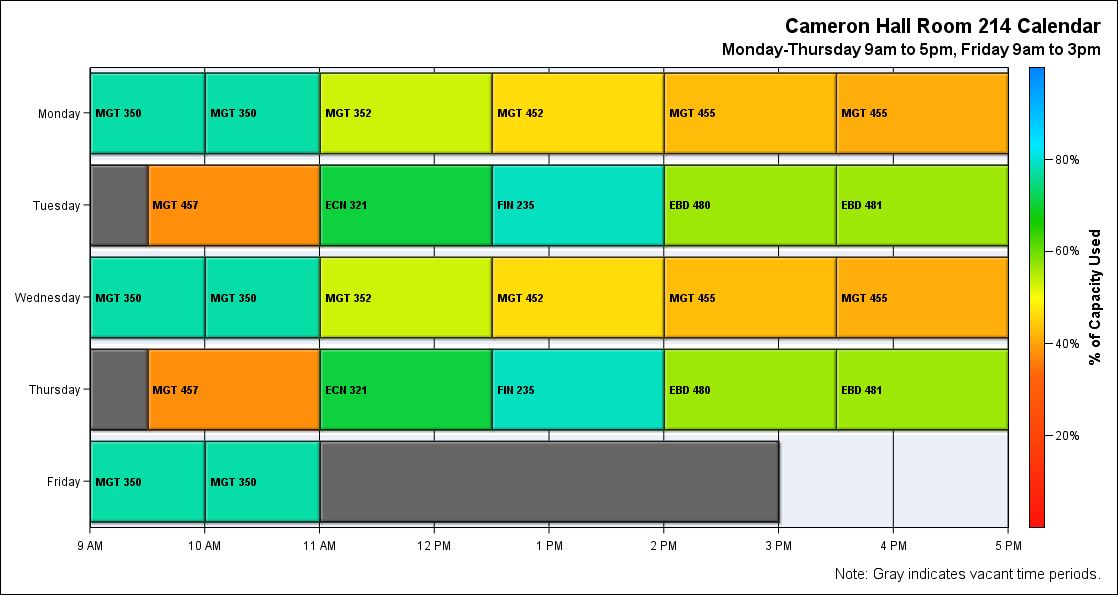 Cameron Hall Room 214 Calendar
Monday-Thursday 9am to 5pm, Friday 9am to 3pm
Monday
MGT 350
MGT 350
MGT 352
MGT 452
MGT 455
MGT 455
Tuesday
MGT 457
ECN 321
FIN 235
EBD 480
EBD 481
Wednesday
MGT 350
MGT 350
MGT 352
MGT 452
MGT 455
MGT 455
Thursday
MGT 457
ECN 321
FIN 235
EBD 480
EBD 481
Friday
MGT 350
MGT 350
9 AM
10 AM
11 AM
12 PM
1 PM
2 PM
3 PM
4 PM
5 PM
80%
60%
40%
20%
% of Capacity Used
Note: Gray indicates vacant time periods.